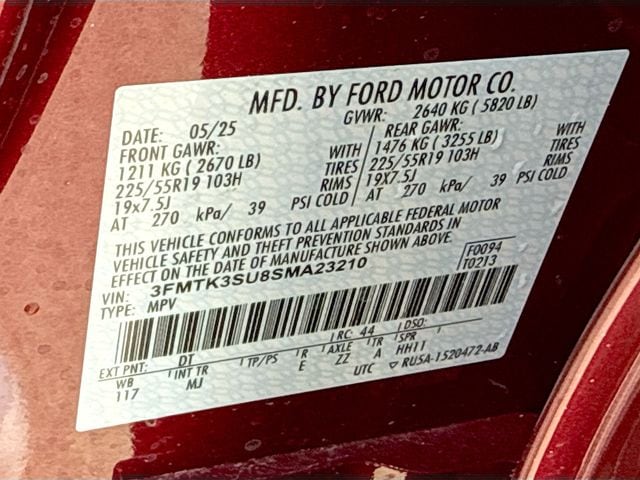 MFD. BY FORD MOTOR CO.
DATE: 05/25 GVWR: 2640 KG ( 5820 LB)
FRONT GAWR: REAR GAWR:
1211 KG ( 2670 LB) WITH 1476 KG ( 3255 LB) WITH
225/55R19 103H TIRES 225/55R19 103H TIRES
19x7.5J RIMS 19X7.5J RIMS
AT 270 kPa/ 39 PSI COLD AT 270 kPa/ 39 PSI COLD
THIS VEHICLE CONFORMS TO ALL APPLICABLE FEDERAL MOTOR
VEHICLE SAFETY AND THEFT PREVENTION STANDARDS IN
EFFECT ON THE DATE OF MANUFACTURE SHOWN ABOVE.
VIN: 3FMTK3SU8SMA23210 F0094
TYPE: MPV T0213
EXT PNT: DT RC: 44 DSO:
WB INT TR TP/PS R AXLE TR SPR
117 MJ E ZZ A HH11
UTC ▽ RU5A-1520472-AB